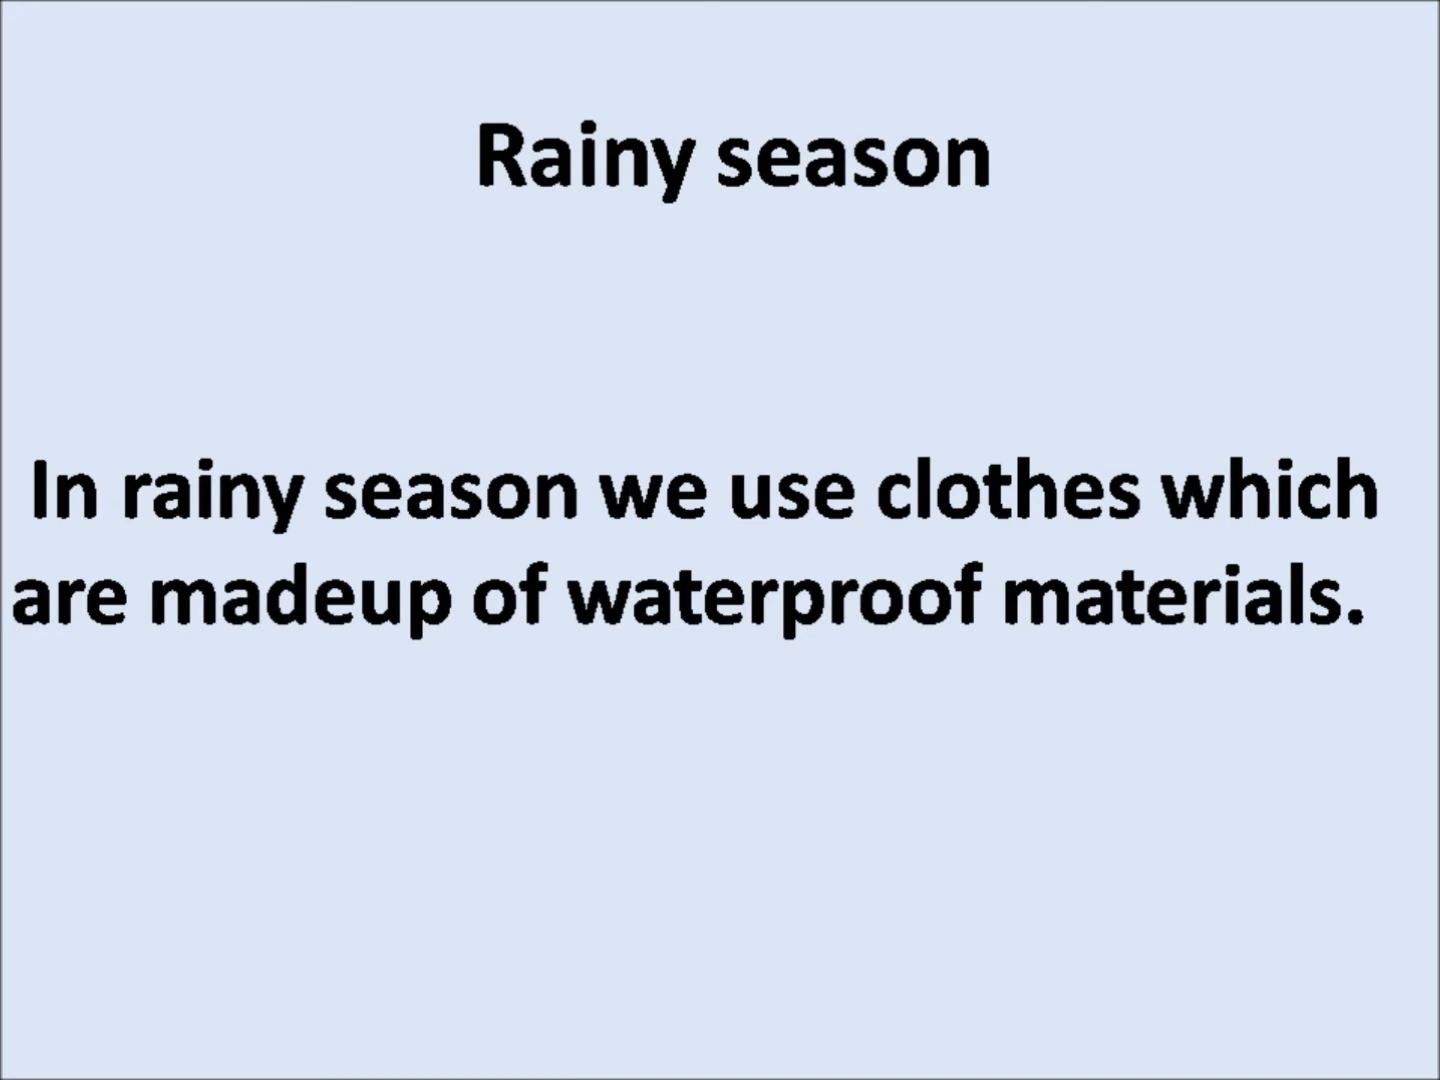 Rainy season
In rainy season we use clothes which
are madeup of waterproof materials.